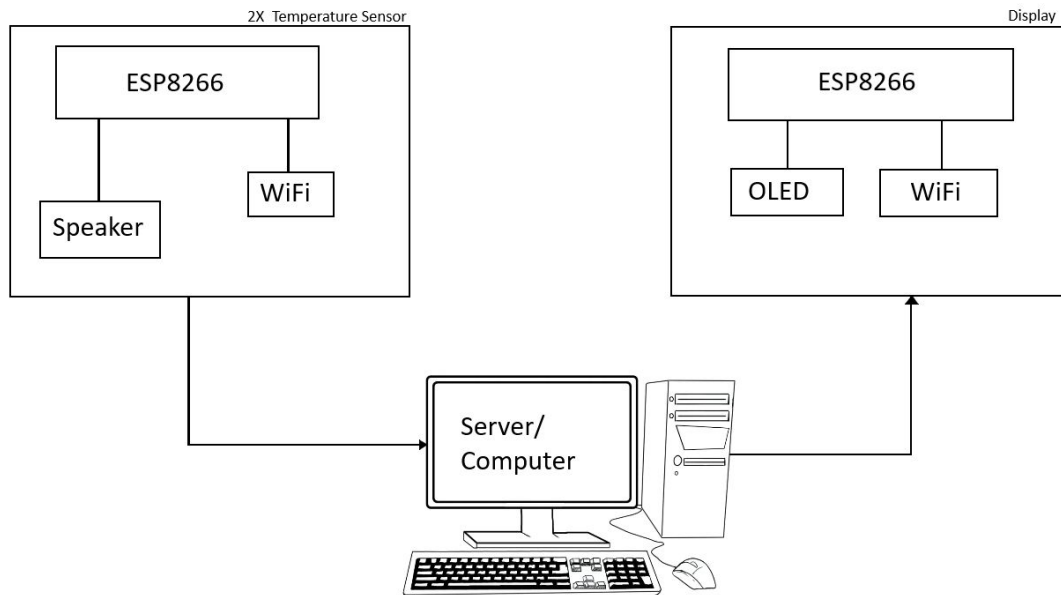 2X Temperature Sensor
ESP8266
Speaker
WiFi
Display
ESP8266
OLED
WiFi
Server/
Computer